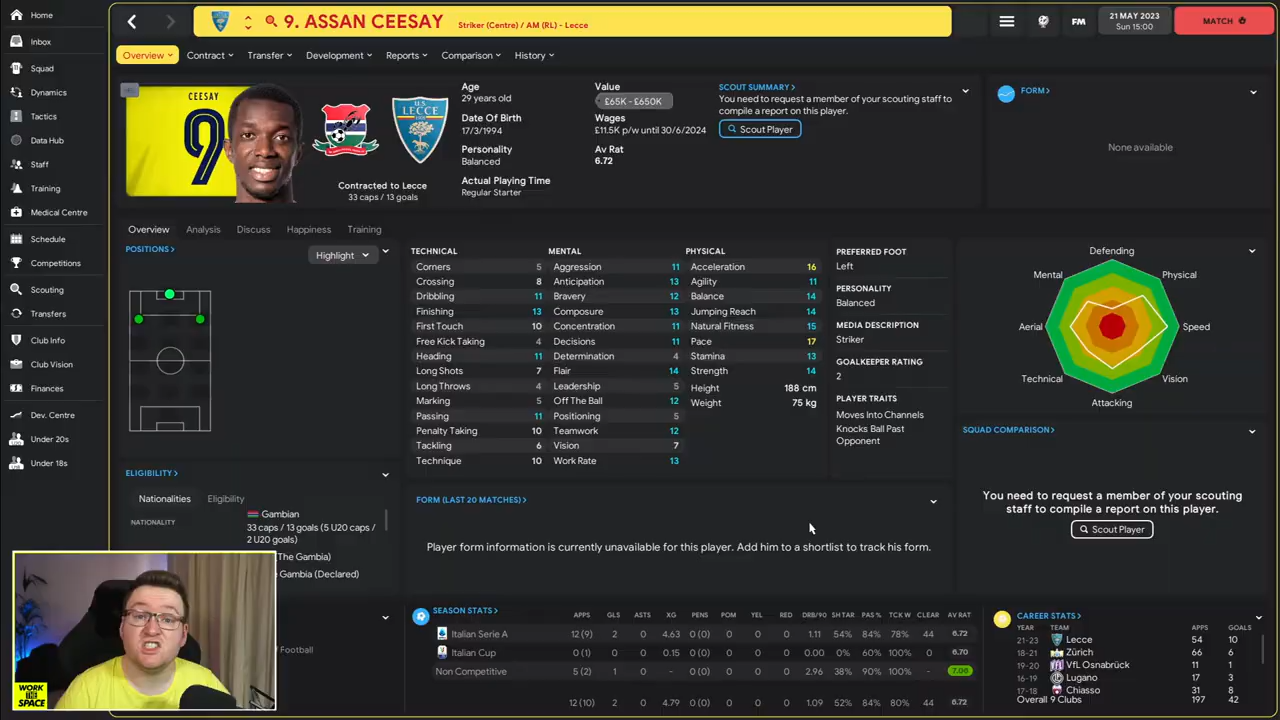 Home
Inbox
Squad
Dynamics
Tactics
Data Hub
Staff
Training
Medical Centre
Schedule
Competitions
Scouting
Transfers
Club Info
Club Vision
Finances
Dev. Centre
Under 20s
Under 18s
9. ASSAN CEESAY
Striker (Centre) / AM (RL) - Lecce
FM
21 MAY 2023
Sun 15:00
MATCH
Overview
Contract
Transfer
Development
Reports
Comparison
History
CEESAY
9
U.S. LECCE
Contracted to Lecce
33 caps / 13 goals
Age
29 years old
Date Of Birth
17/3/1994
Personality
Balanced
Actual Playing Time
Regular Starter
Value
£65K - £650K
Wages
£11.5K p/w until 30/6/2024
Av Rat
6.72
SCOUT SUMMARY >
You need to request a member of your scouting staff to
compile a report on this player.
Scout Player
FORM >
None available
Overview
Analysis
Discuss
Happiness
Training
POSITIONS >
Highlight
TECHNICAL
Corners 5
Crossing 8
Dribbling 11
Finishing 13
First Touch 10
Free Kick Taking 4
Heading 11
Long Shots 7
Long Throws 4
Marking 5
Passing 11
Penalty Taking 10
Tackling 6
Technique 10
MENTAL
Aggression 11
Anticipation 13
Bravery 12
Composure 13
Concentration 11
Decisions 11
Determination 4
Flair 14
Leadership 5
Off The Ball 12
Positioning 5
Teamwork 12
Vision 7
Work Rate 13
PHYSICAL
Acceleration 16
Agility 11
Balance 14
Jumping Reach 14
Natural Fitness 15
Pace 17
Stamina 13
Strength 14
Height 188 cm
Weight 75 kg
PREFERRED FOOT
Left
PERSONALITY
Balanced
MEDIA DESCRIPTION
Striker
GOALKEEPER RATING
2
PLAYER TRAITS
Moves Into Channels
Knocks Ball Past
Opponent
Defending
Mental
Physical
Aerial
Speed
Technical
Vision
Attacking
SQUAD COMPARISON >
You need to request a member of your scouting
staff to compile a report on this player.
Scout Player
ELIGIBILITY >
Nationalities
Eligibility
NATIONALITY
Gambian
33 caps / 13 goals (5 U20 caps /
2 U20 goals)
(The Gambia)
Gambia (Declared)
/ Football
FORM (LAST 20 MATCHES) >
Player form information is currently unavailable for this player. Add him to a shortlist to track his form.
SEASON STATS > APPS GLS ASTS XG PENS POM YEL RED DRB/90 SH TAR PAS % TCK W CLEAR AV RAT
Italian Serie A 12 (9) 2 0 4.63 0 (0) 0 0 0 1.11 54% 84% 78% 44 6.72
Italian Cup 0 (1) 0 0 0.15 0 (0) 0 0 0 0.00 0% 60% 100% 0 6.70
Non Competitive 5 (2) 1 0 - 0 (0) 0 0 0 2.96 38% 90% 100% - 7.06
12 (10) 2 0 4.79 0 (0) 0 0 0 1.09 52% 84% 80% 44 6.72
CAREER STATS >
YEAR TEAM APPS GOALS
21-23 Lecce 54 10
18-21 Zürich 66 6
19-20 VfL Osnabrück 11 1
16-19 Lugano 17 3
17-18 Chiasso 31 8
Overall 9 Clubs 197 42
WORK
THE
SPACE